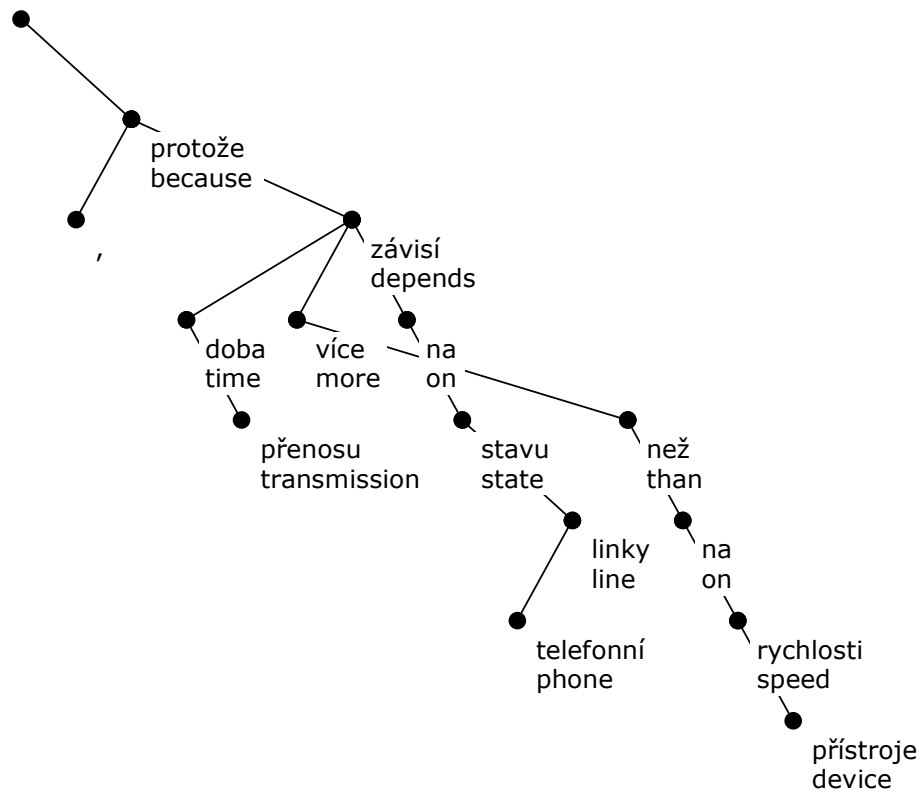 protože
because
,
závisí
depends
doba
time
více
more
na
on
přenosu
transmission
stavu
state
než
than
linky
line
na
on
telefonní
phone
rychlosti
speed
přístroje
device